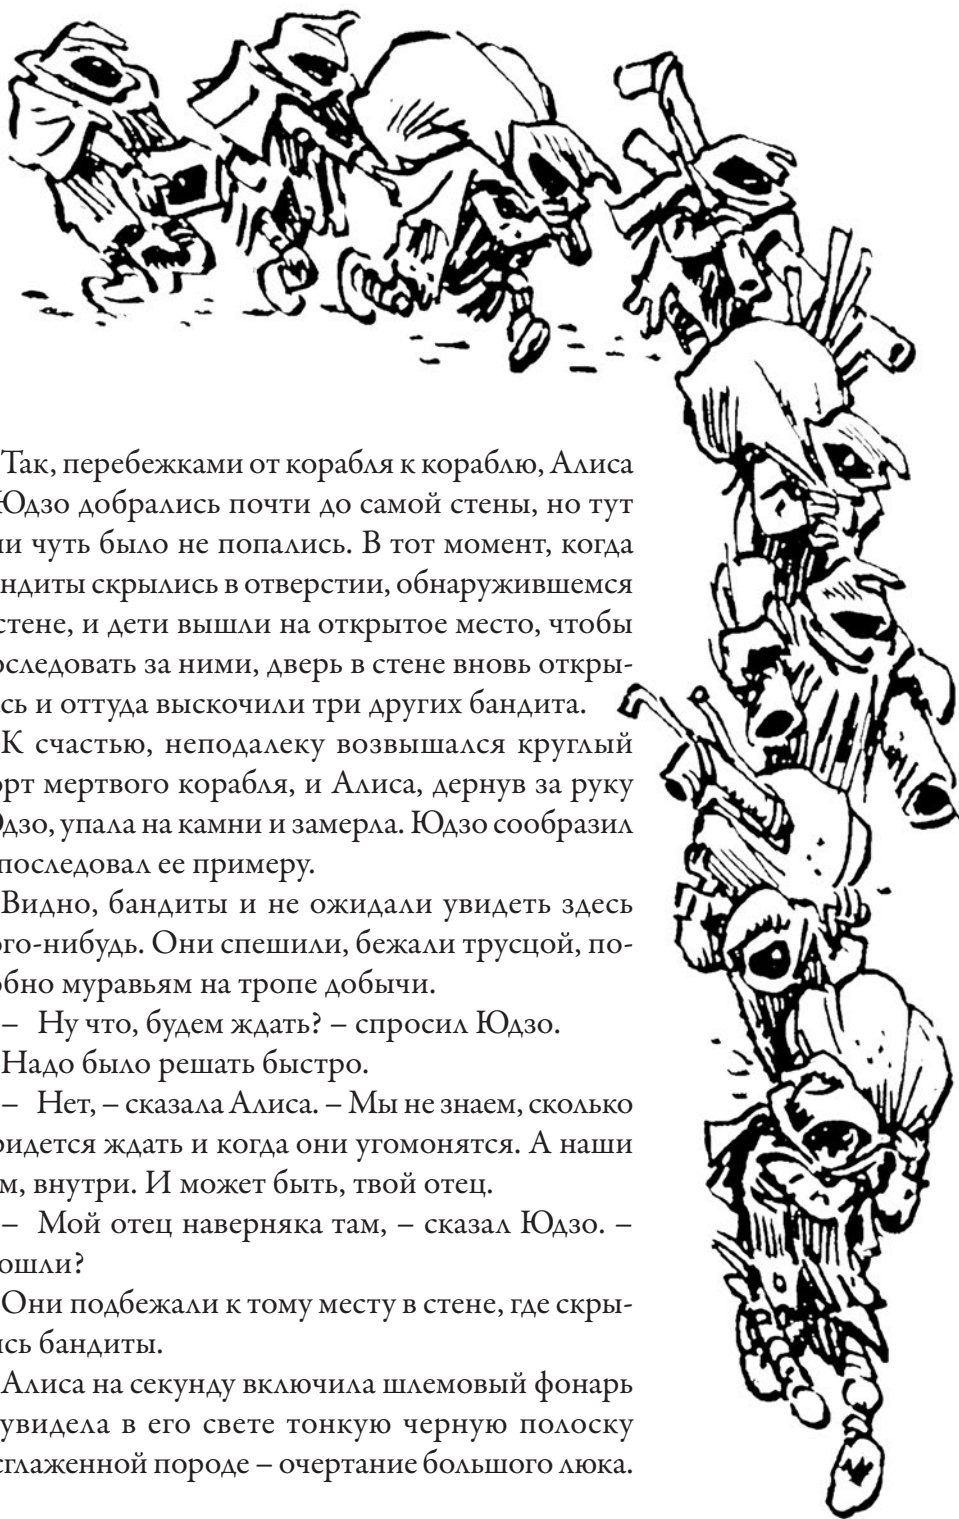 Так, перебежками от корабля к кораблю, Алиса
Юдзо добрались почти до самой стены, но тут
ни чуть было не попались. В тот момент, когда
ндиты скрылись в отверстии, обнаружившемся
стене, и дети вышли на открытое место, чтобы
оследовать за ними, дверь в стене вновь откры-
сь и оттуда выскочили три других бандита.
К счастью, неподалеку возвышался круглый
орт мертвого корабля, и Алиса, дернув за руку
Юдзо, упала на камни и замерла. Юдзо сообразил
последовал ее примеру.
Видно, бандиты и не ожидали увидеть здесь
ого-нибудь. Они спешили, бежали трусцой, по-
обно муравьям на тропе добычи.
– Ну что, будем ждать? – спросил Юдзо.
Надо было решать быстро.
– Нет, – сказала Алиса. – Мы не знаем, сколько
ридется ждать и когда они угомонятся. А наши
м, внутри. И может быть, твой отец.
– Мой отец наверняка там, – сказал Юдзо. –
ошли?
Они подбежали к тому месту в стене, где скры-
ись бандиты.
Алиса на секунду включила шлемовый фонарь
увидела в его свете тонкую черную полоску
сглаженной породе – очертание большого люка.